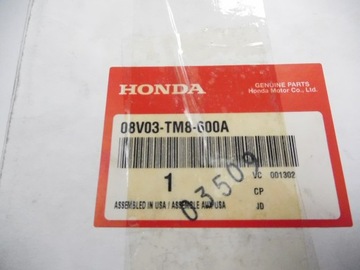 HONDA
GENUINE PARTS
Honda Motor Co., Ltd.
08V03-TM8-600A
1
03509
VC 001302
CP
JD
ASSEMBLED IN USA / ASSEMBLE AUX USA